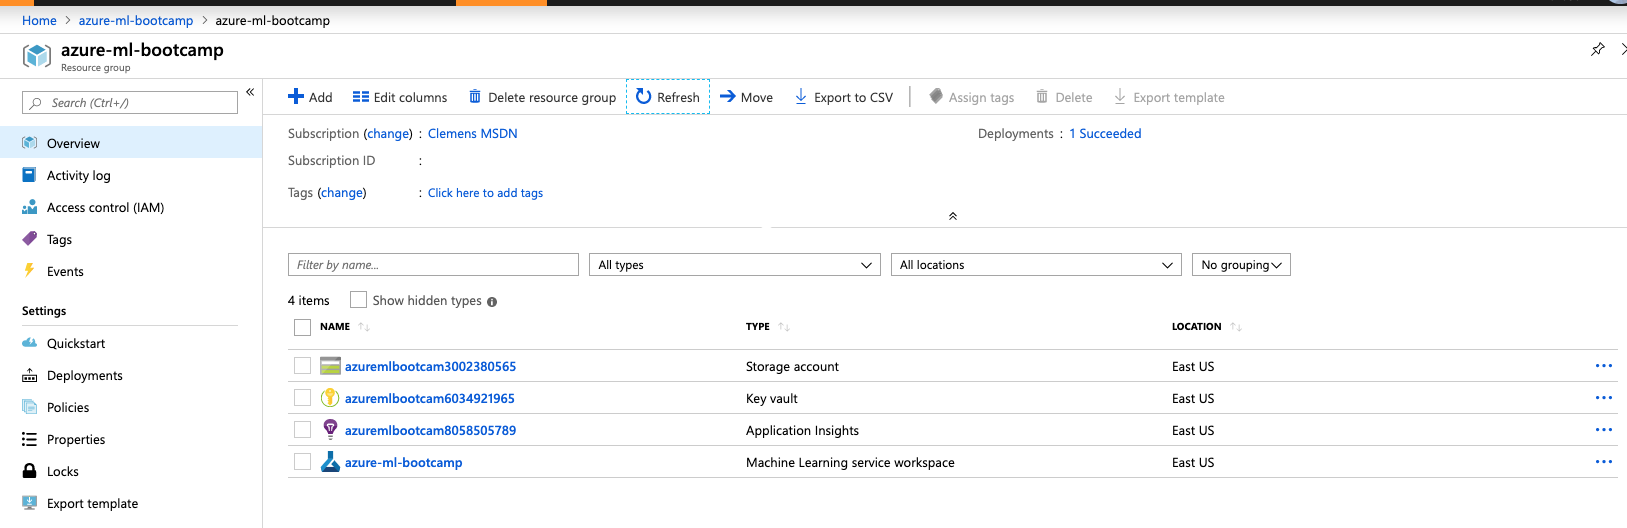 Home > azure-ml-bootcamp > azure-ml-bootcamp
azure-ml-bootcamp
Resource group
Search (Ctrl+/)
Overview
Activity log
Access control (IAM)
Tags
Events
Settings
Quickstart
Deployments
Policies
Properties
Locks
Export template
Add Edit columns Delete resource group Refresh Move Export to CSV Assign tags Delete Export template
Subscription (change) : Clemens MSDN
Deployments : 1 Succeeded
Subscription ID :
Tags (change) : Click here to add tags
Filter by name... All types All locations No grouping
4 items Show hidden types
NAME TYPE LOCATION
azuremlbootcam3002380565 Storage account East US
azuremlbootcam6034921965 Key vault East US
azuremlbootcam8058505789 Application Insights East US
azure-ml-bootcamp Machine Learning service workspace East US